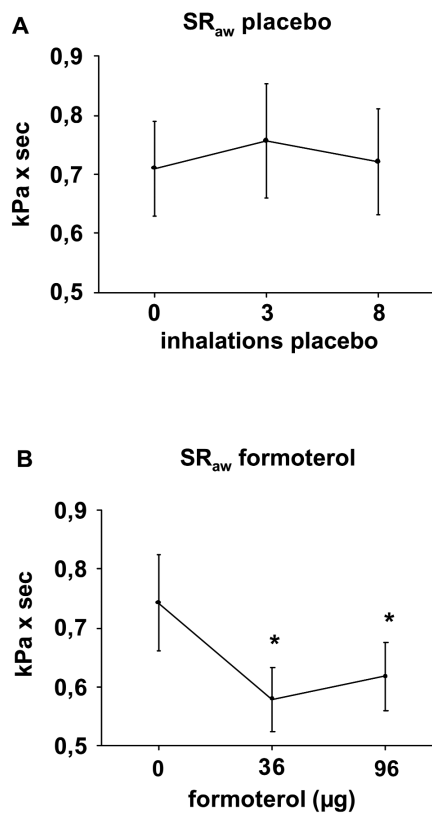 A
SRaw placebo
0,9
0,8
0,7
0,6
0,5
kPa x sec
0 3 8
inhalations placebo
B
SRaw formoterol
0,9
0,8
0,7
0,6
0,5
kPa x sec
* *
0 36 96
formoterol (µg)